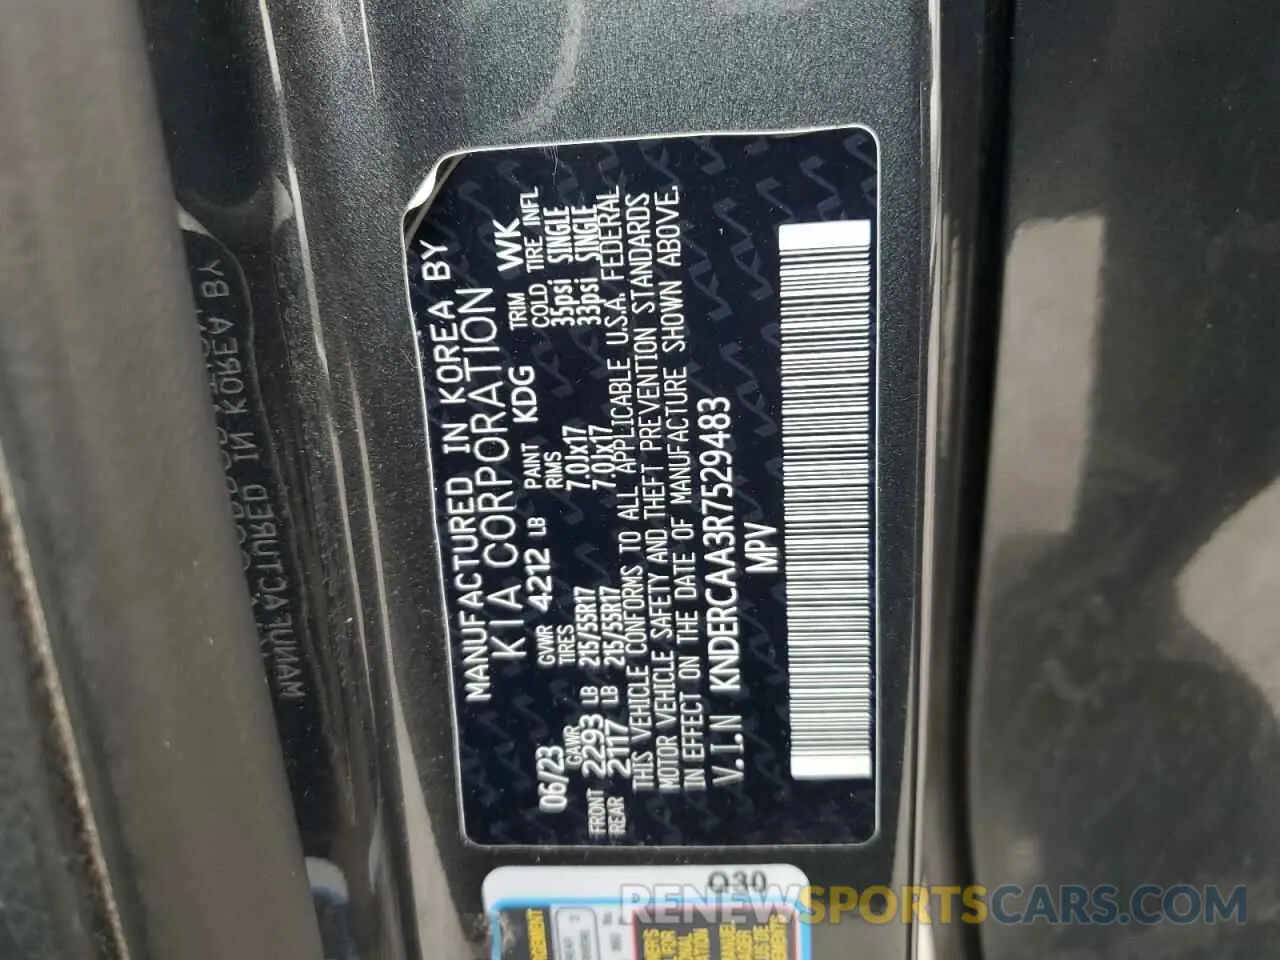 MANUFACTURED IN KOREA BY
KIA CORPORATION
06/23 GVWR 4212 LB PAINT KDG TRIM WK
GAWR TIRES RIMS COLD TIRE INFL
FRONT 2293 LB 215/55R17 7.0Jx17 35psi SINGLE
REAR 2117 LB 215/55R17 7.0Jx17 33psi SINGLE
THIS VEHICLE CONFORMS TO ALL APPLICABLE U.S.A. FEDERAL
MOTOR VEHICLE SAFETY AND THEFT PREVENTION STANDARDS
IN EFFECT ON THE DATE OF MANUFACTURE SHOWN ABOVE.
V.I.N KNDERCAA3R7529483
MPV
Q30
RENEWSPORTSCARS.COM